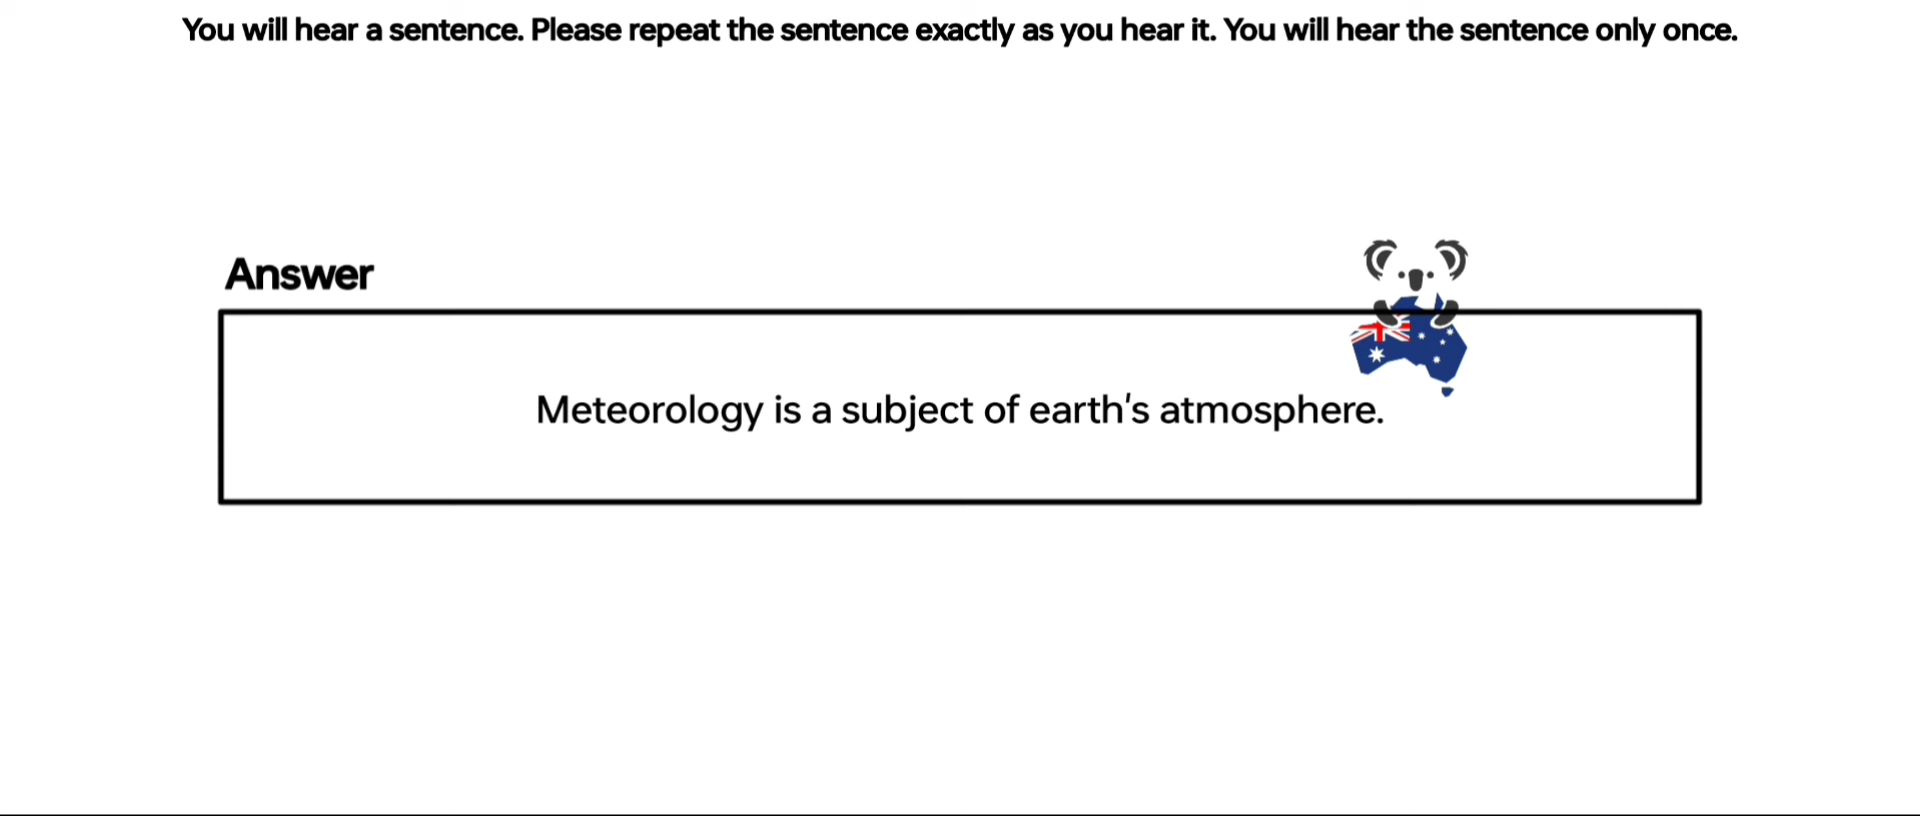 You will hear a sentence. Please repeat the sentence exactly as you hear it. You will hear the sentence only once.
Answer
Meteorology is a subject of earth's atmosphere.